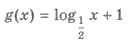 g(x) = log_{1/2} x + 1